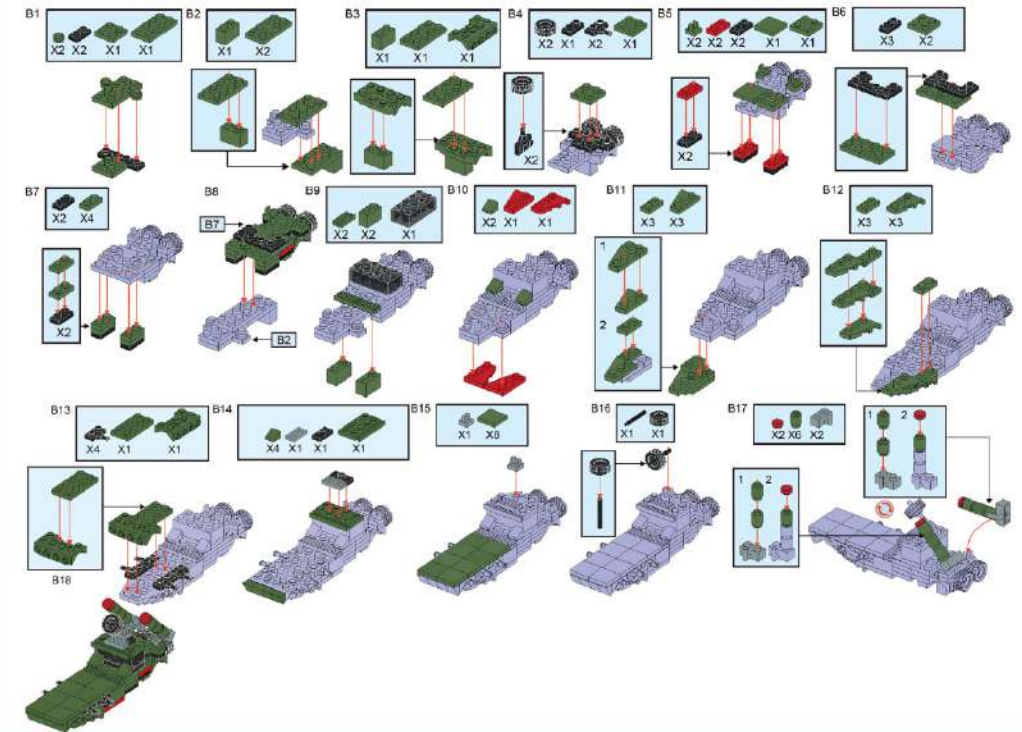 B1
X2 X2 X1 X1
B2
X1 X2
B3
X1 X1 X1
B4
X2 X1 X2 X1
X2
B5
X2 X2 X2 X1 X1
X2
B6
X3 X2
B7
X2 X4
X2
B8
B7
B2
B9
X2 X2 X1
B10
X2 X1 X1
B11
X3 X3
1
2
B12
X3 X3
B13
X4 X1 X1
B14
X4 X1 X1 X1
B15
X1 X8
B16
X1 X1
B17
X2 X6 X2
1 2
1 2
B18